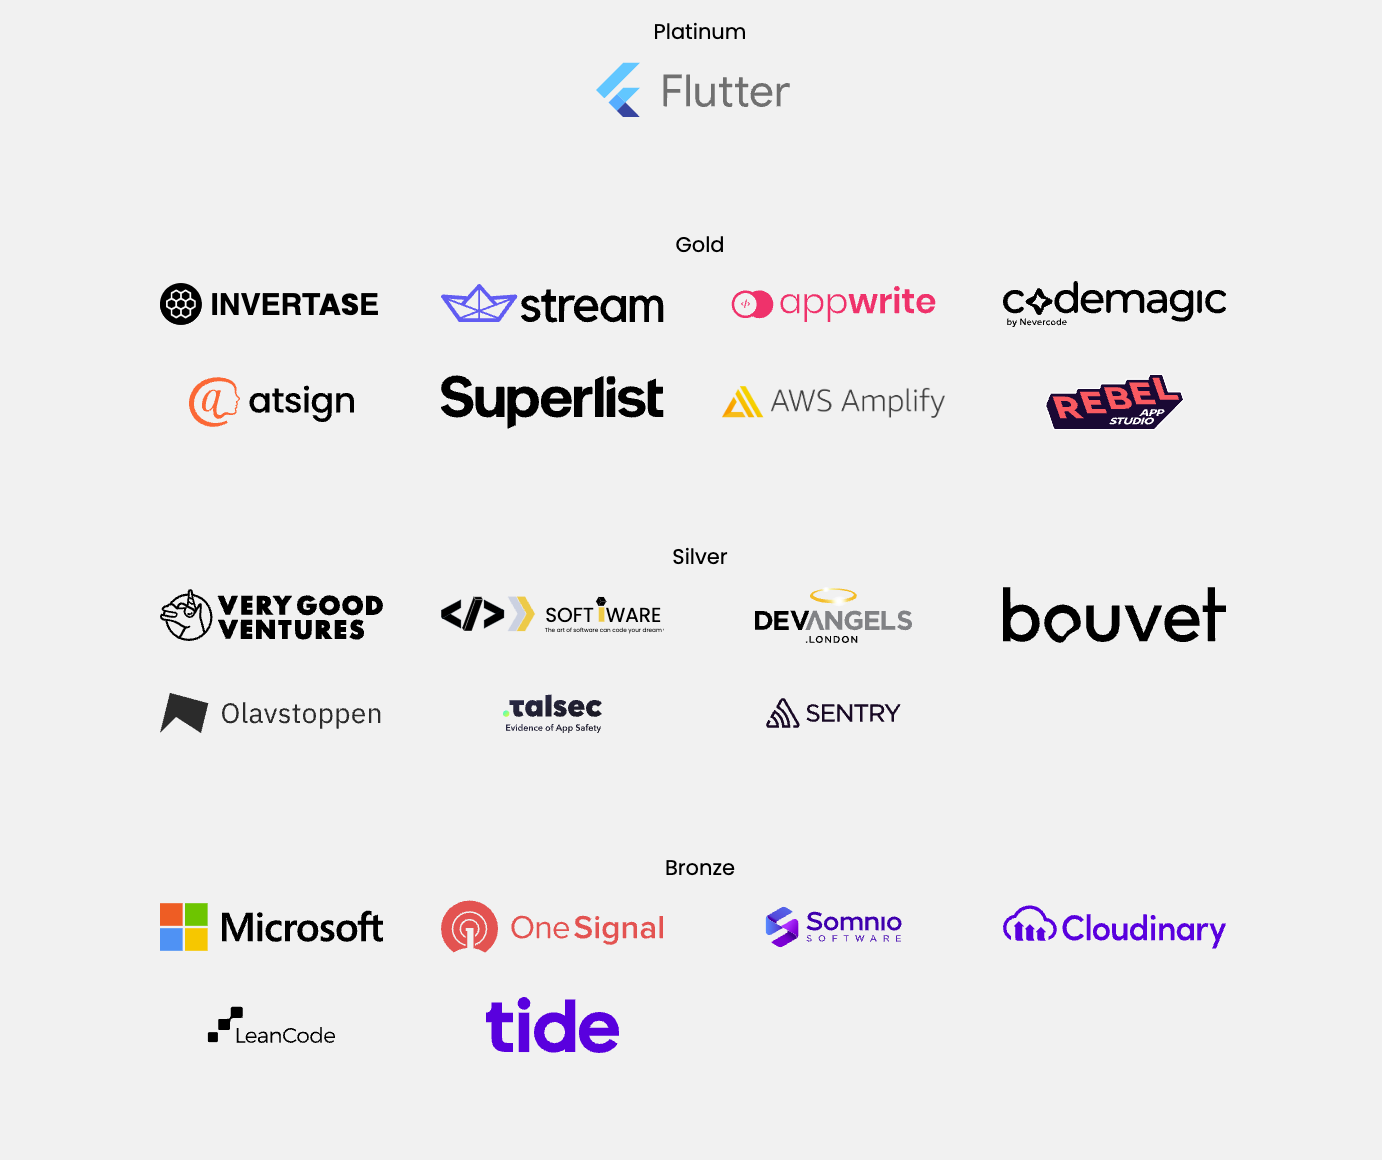 Platinum
Flutter
Gold
INVERTASE
stream
appwrite
codemagic
by Nevercode
@ atsign
Superlist
AWS Amplify
REBEL
APP
STUDIO
Silver
VERY GOOD
VENTURES
</> SOFTIWARE
The art of software can code your dream
DEVANGELS
.LONDON
bouvet
Olavstoppen
.talsec
Evidence of App Safety
SENTRY
Bronze
Microsoft
OneSignal
Somnio
SOFTWARE
Cloudinary
LeanCode
tide